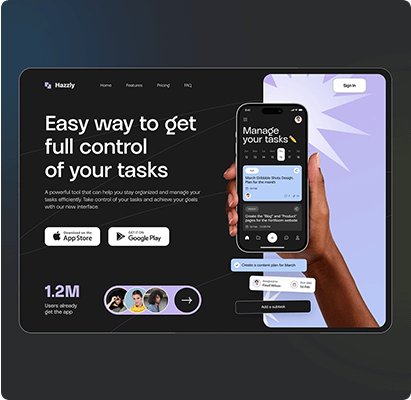 Hazzly
Home
Features
Pricing
FAQ
Sign In
Easy way to get
full control
of your tasks
A powerful tool that can help you stay organized and manage your
tasks efficiently. Take control of your tasks and achieve your goals
with our new interface.
Download on the
App Store
GET IT ON
Google Play
1.2M
Users already
get the app
Manage
your tasks
March Dribbble Shots Design.
Plan for the month
Create the "Blog" and "Product"
pages for the website
Create a content plan for March
Floyd Miles
Add a subtask